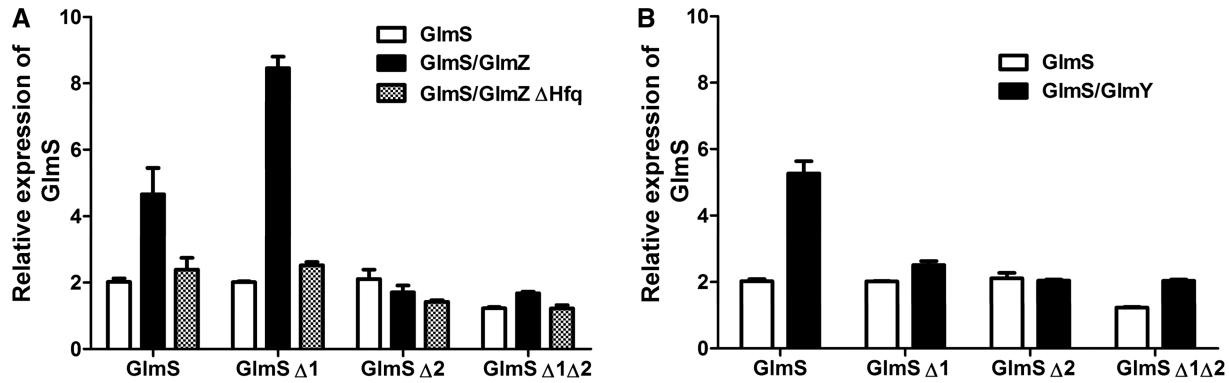 A
Relative expression of
GlmS
10
8
6
4
2
0
GlmS
GlmS/GlmZ
GlmS/GlmZ ΔHfq
GlmS
GlmS Δ1
GlmS Δ2
GlmS Δ1Δ2
B
Relative expression of
GlmS
10
8
6
4
2
0
GlmS
GlmS/GlmY
GlmS
GlmS Δ1
GlmS Δ2
GlmS Δ1Δ2